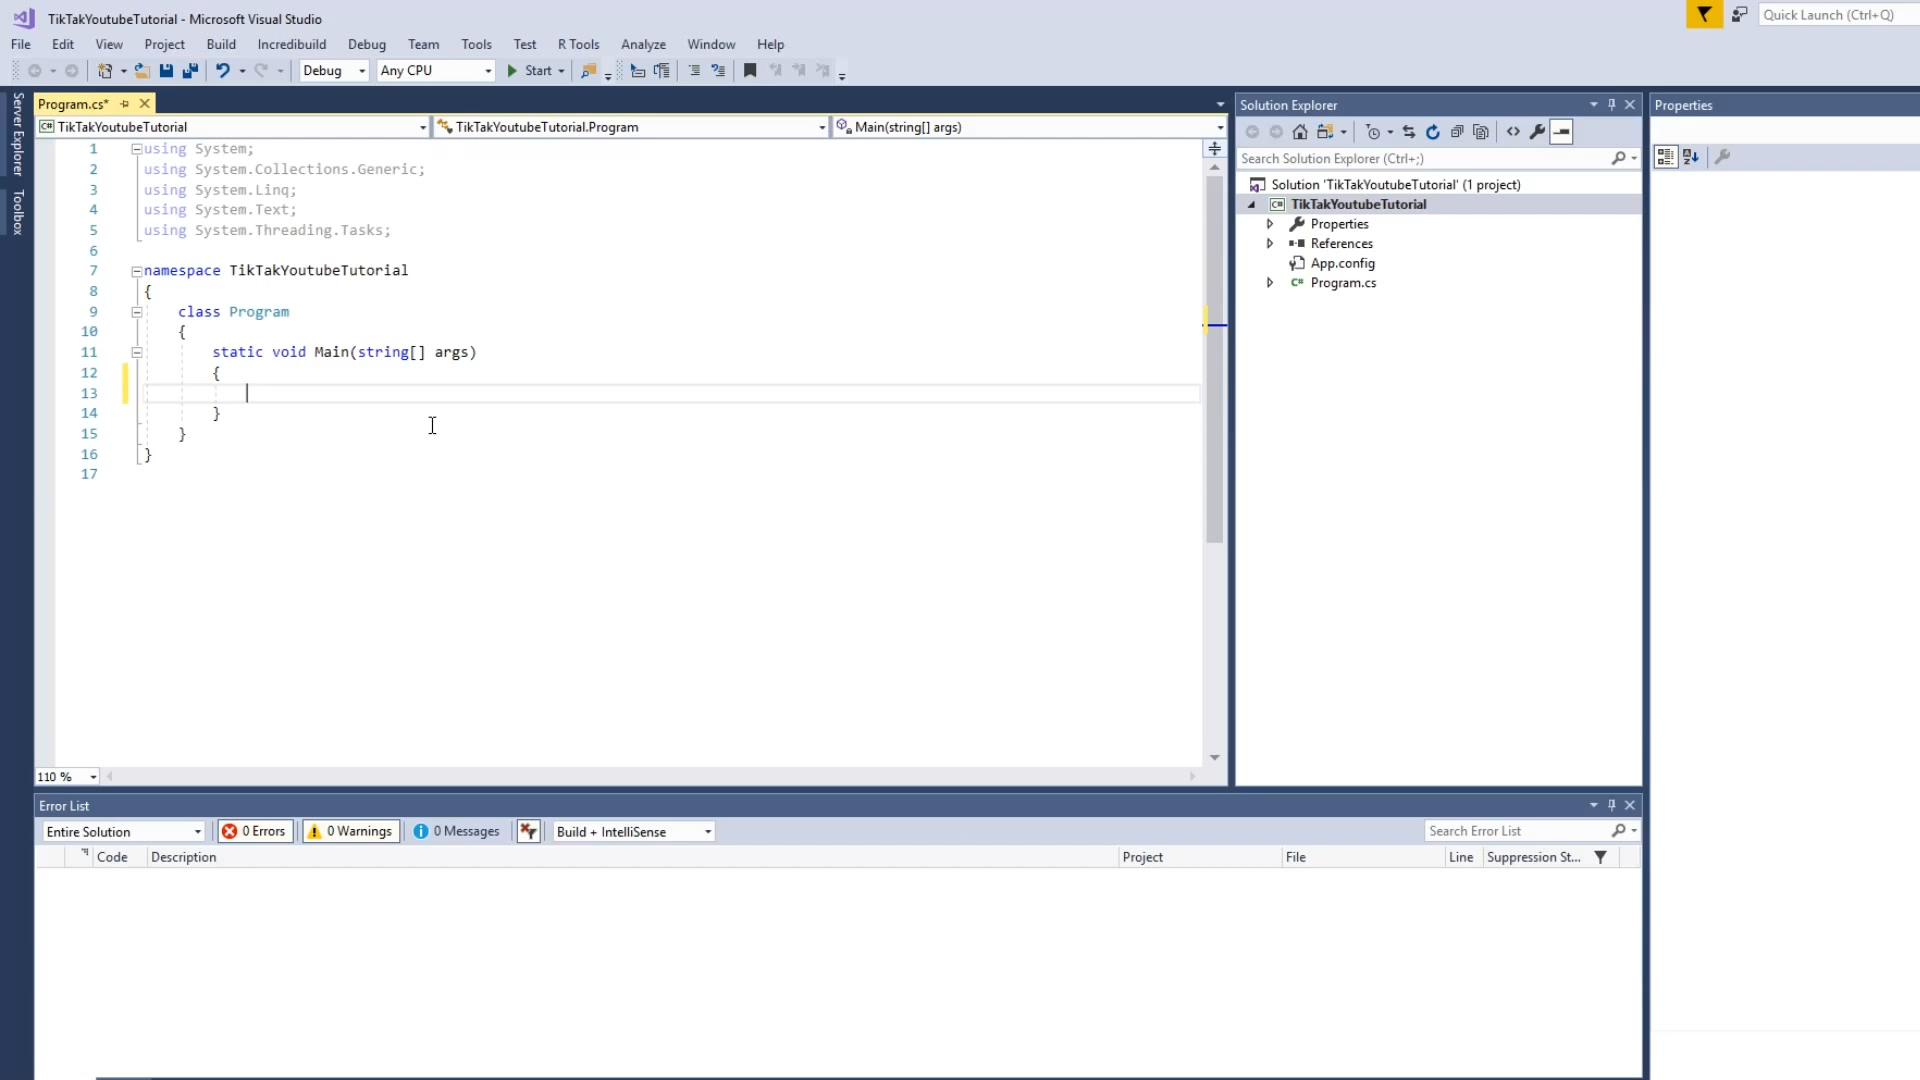 TikTakYoutubeTutorial - Microsoft Visual Studio
Quick Launch (Ctrl+Q)
File Edit View Project Build Incredibuild Debug Team Tools Test R Tools Analyze Window Help
Debug Any CPU Start
Server Explorer
Toolbox
Program.cs*
TikTakYoutubeTutorial TikTakYoutubeTutorial.Program Main(string[] args)
1 using System;
2 using System.Collections.Generic;
3 using System.Linq;
4 using System.Text;
5 using System.Threading.Tasks;
6
7 namespace TikTakYoutubeTutorial
8 {
9 class Program
10 {
11 static void Main(string[] args)
12 {
13
14 }
15 }
16 }
17
110 %
Solution Explorer
Search Solution Explorer (Ctrl+;)
Solution 'TikTakYoutubeTutorial' (1 project)
TikTakYoutubeTutorial
Properties
References
App.config
C# Program.cs
Properties
Error List
Entire Solution 0 Errors 0 Warnings 0 Messages Build + IntelliSense Search Error List
Code Description Project File Line Suppression St...